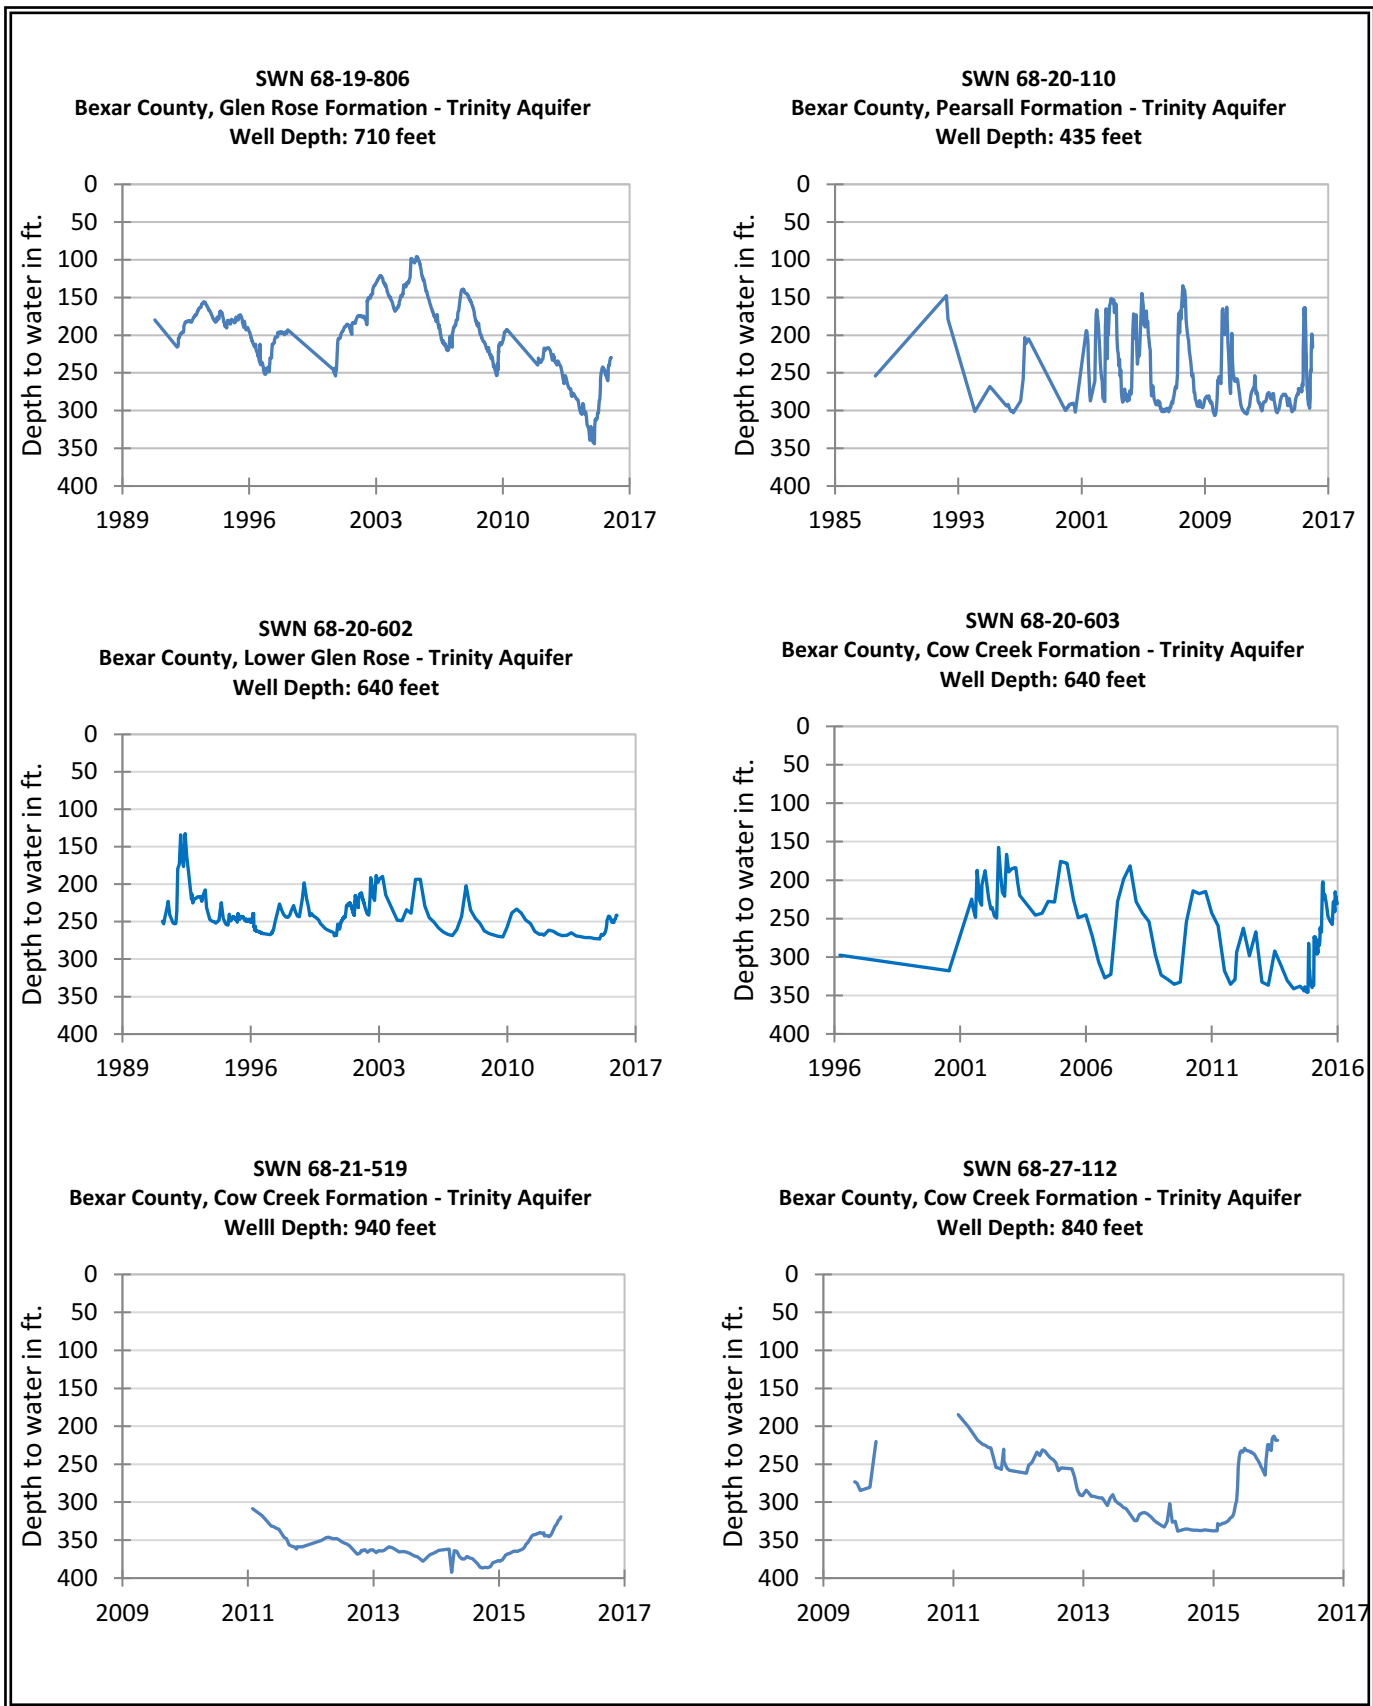 SWN 68-19-806
Bexar County, Glen Rose Formation - Trinity Aquifer
Well Depth: 710 feet
Depth to water in ft.
0
50
100
150
200
250
300
350
400
1989 1996 2003 2010 2017
SWN 68-20-110
Bexar County, Pearsall Formation - Trinity Aquifer
Well Depth: 435 feet
Depth to water in ft.
0
50
100
150
200
250
300
350
400
1985 1993 2001 2009 2017
SWN 68-20-602
Bexar County, Lower Glen Rose - Trinity Aquifer
Well Depth: 640 feet
Depth to water in ft.
0
50
100
150
200
250
300
350
400
1989 1996 2003 2010 2017
SWN 68-20-603
Bexar County, Cow Creek Formation - Trinity Aquifer
Well Depth: 640 feet
Depth to water in ft.
0
50
100
150
200
250
300
350
400
1996 2001 2006 2011 2016
SWN 68-21-519
Bexar County, Cow Creek Formation - Trinity Aquifer
Welll Depth: 940 feet
Depth to water in ft.
0
50
100
150
200
250
300
350
400
2009 2011 2013 2015 2017
SWN 68-27-112
Bexar County, Cow Creek Formation - Trinity Aquifer
Well Depth: 840 feet
Depth to water in ft.
0
50
100
150
200
250
300
350
400
2009 2011 2013 2015 2017